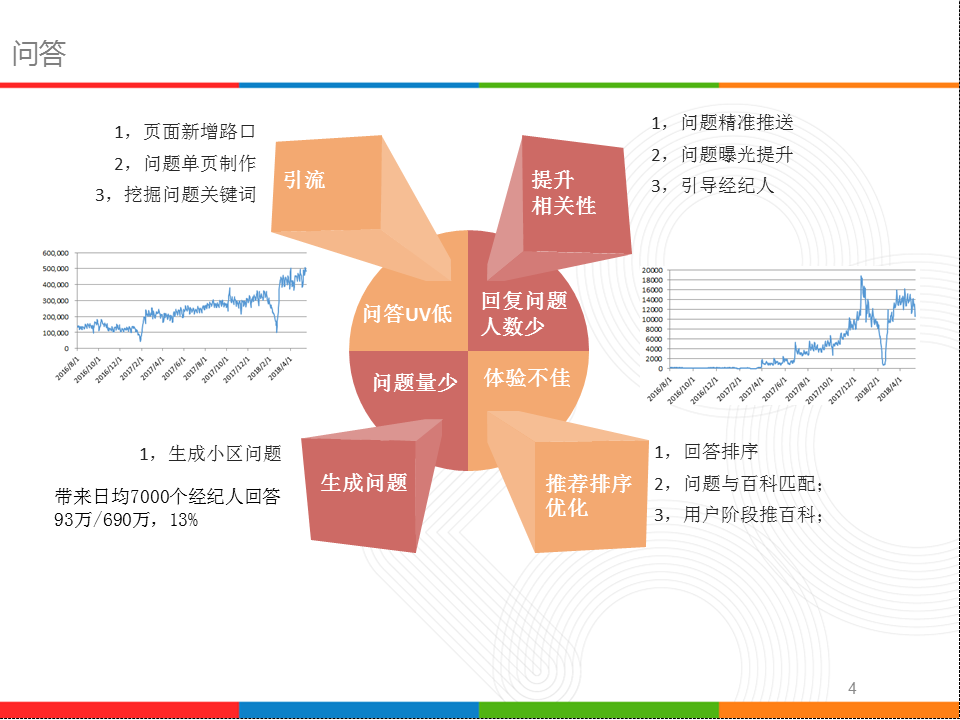 问答
1，页面新增路口
2，问题单页制作
3，挖掘问题关键词
1，问题精准推送
2，问题曝光提升
3，引导经纪人
引流
提升
相关性
600,000
500,000
400,000
300,000
200,000
100,000
0
2016/8/1
2016/10/1
2016/12/1
2017/2/1
2017/4/1
2017/6/1
2017/8/1
2017/10/1
2017/12/1
2018/2/1
2018/4/1
问答UV低
回复问题
人数少
问题量少
体验不佳
20000
18000
16000
14000
12000
10000
8000
6000
4000
2000
0
2016/8/1
2016/10/1
2016/12/1
2017/2/1
2017/4/1
2017/6/1
2017/8/1
2017/10/1
2017/12/1
2018/2/1
2018/4/1
1，生成小区问题
带来日均7000个经纪人回答
93万/690万，13%
生成问题
推荐排序
优化
1，回答排序
2，问题与百科匹配；
3，用户阶段推百科；
4